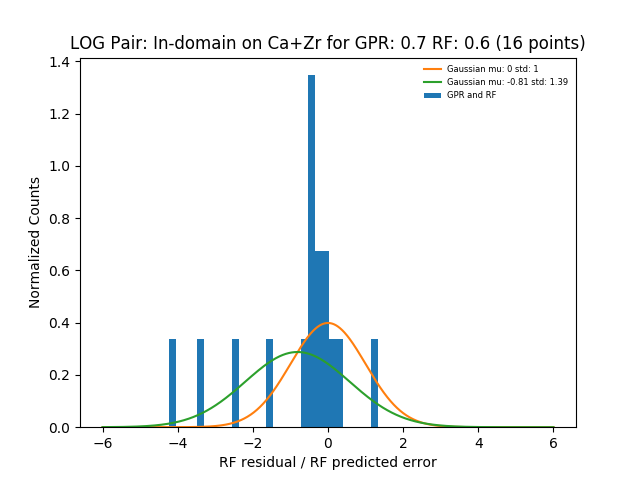 LOG Pair: In-domain on Ca+Zr for GPR: 0.7 RF: 0.6 (16 points)
Gaussian mu: 0 std: 1
Gaussian mu: -0.81 std: 1.39
GPR and RF
Normalized Counts
1.4
1.2
1.0
0.8
0.6
0.4
0.2
0.0
−6 −4 −2 0 2 4 6
RF residual / RF predicted error